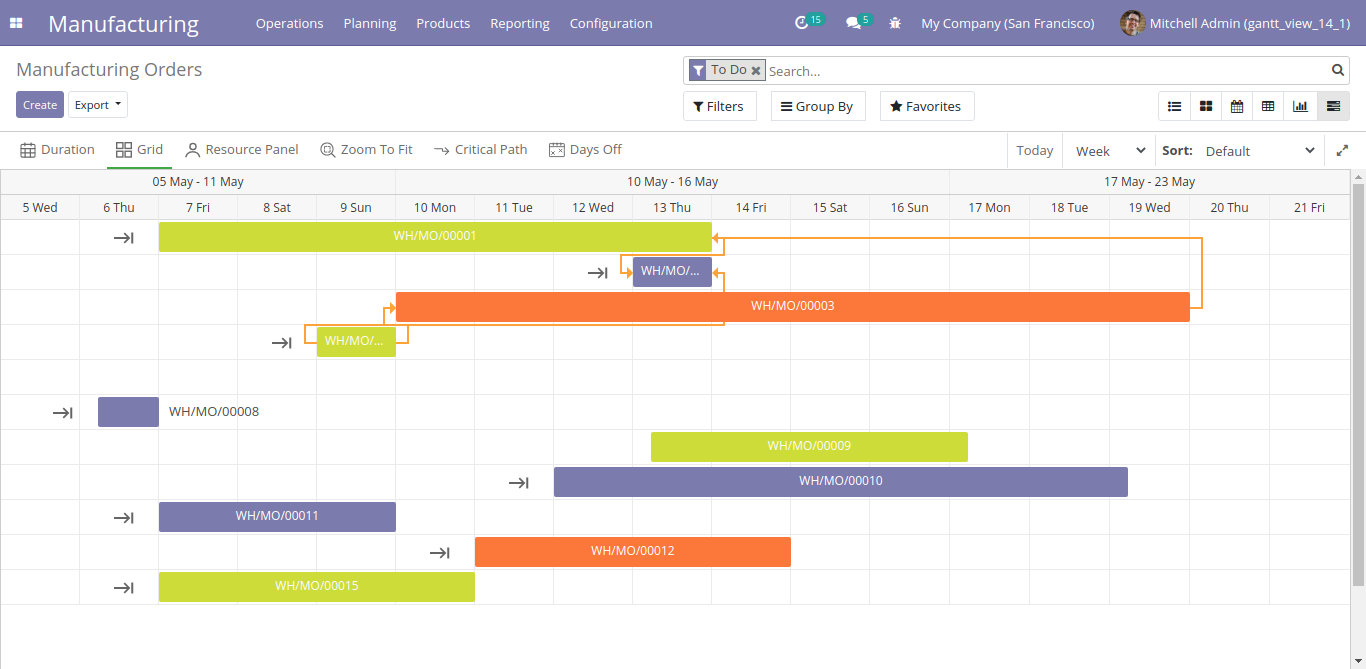 Manufacturing Operations Planning Products Reporting Configuration 15 5 My Company (San Francisco) Mitchell Admin (gantt_view_14_1)
Manufacturing Orders To Do Search...
Create Export Filters Group By Favorites
Duration Grid Resource Panel Zoom To Fit Critical Path Days Off Today Week Sort: Default
05 May - 11 May 10 May - 16 May 17 May - 23 May
5 Wed 6 Thu 7 Fri 8 Sat 9 Sun 10 Mon 11 Tue 12 Wed 13 Thu 14 Fri 15 Sat 16 Sun 17 Mon 18 Tue 19 Wed 20 Thu 21 Fri
WH/MO/00001
WH/MO/...
WH/MO/00003
WH/MO/...
WH/MO/00008
WH/MO/00009
WH/MO/00010
WH/MO/00011
WH/MO/00012
WH/MO/00015